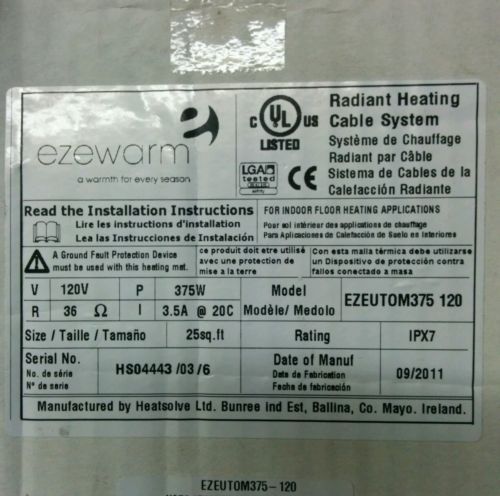 ezewarm
a warmth for every season
C UL US
LISTED
LGAI
tested
safety
CE
Radiant Heating
Cable System
Système de Chauffage
Radiant par Câble
Sistema de Cables de la
Calefacción Radiante
Read the Installation Instructions
Lire les instructions d'installation
Lea las Instrucciones de Instalación
FOR INDOOR FLOOR HEATING APPLICATIONS
Pour sol intérieur des applications de chauffage
Para Aplicaciones de Calefacción de Suelo en Interiores
A Ground Fault Protection Device
must be used with this heating mat.
ce produit doit etre utilisé
avec une protection de
mise a la terre
Con esta malla térmica debe utilizarse
un Dispositivo de protección contra
fallos conectado a masa
V 120V P 375W
R 36 Ω I 3.5A @ 20C
Model
Modèle/ Medolo
EZEUTOM375 120
Size / Taille / Tamaño 25sq.ft Rating IPX7
Serial No.
No. de série
Nº de serie
HS04443 /03 /6
Date of Manuf
Date de Fabrication
Fecha de fabricación
09/2011
Manufactured by Heatsolve Ltd. Bunree ind Est, Ballina, Co. Mayo. Ireland.
EZEUTOM375-120